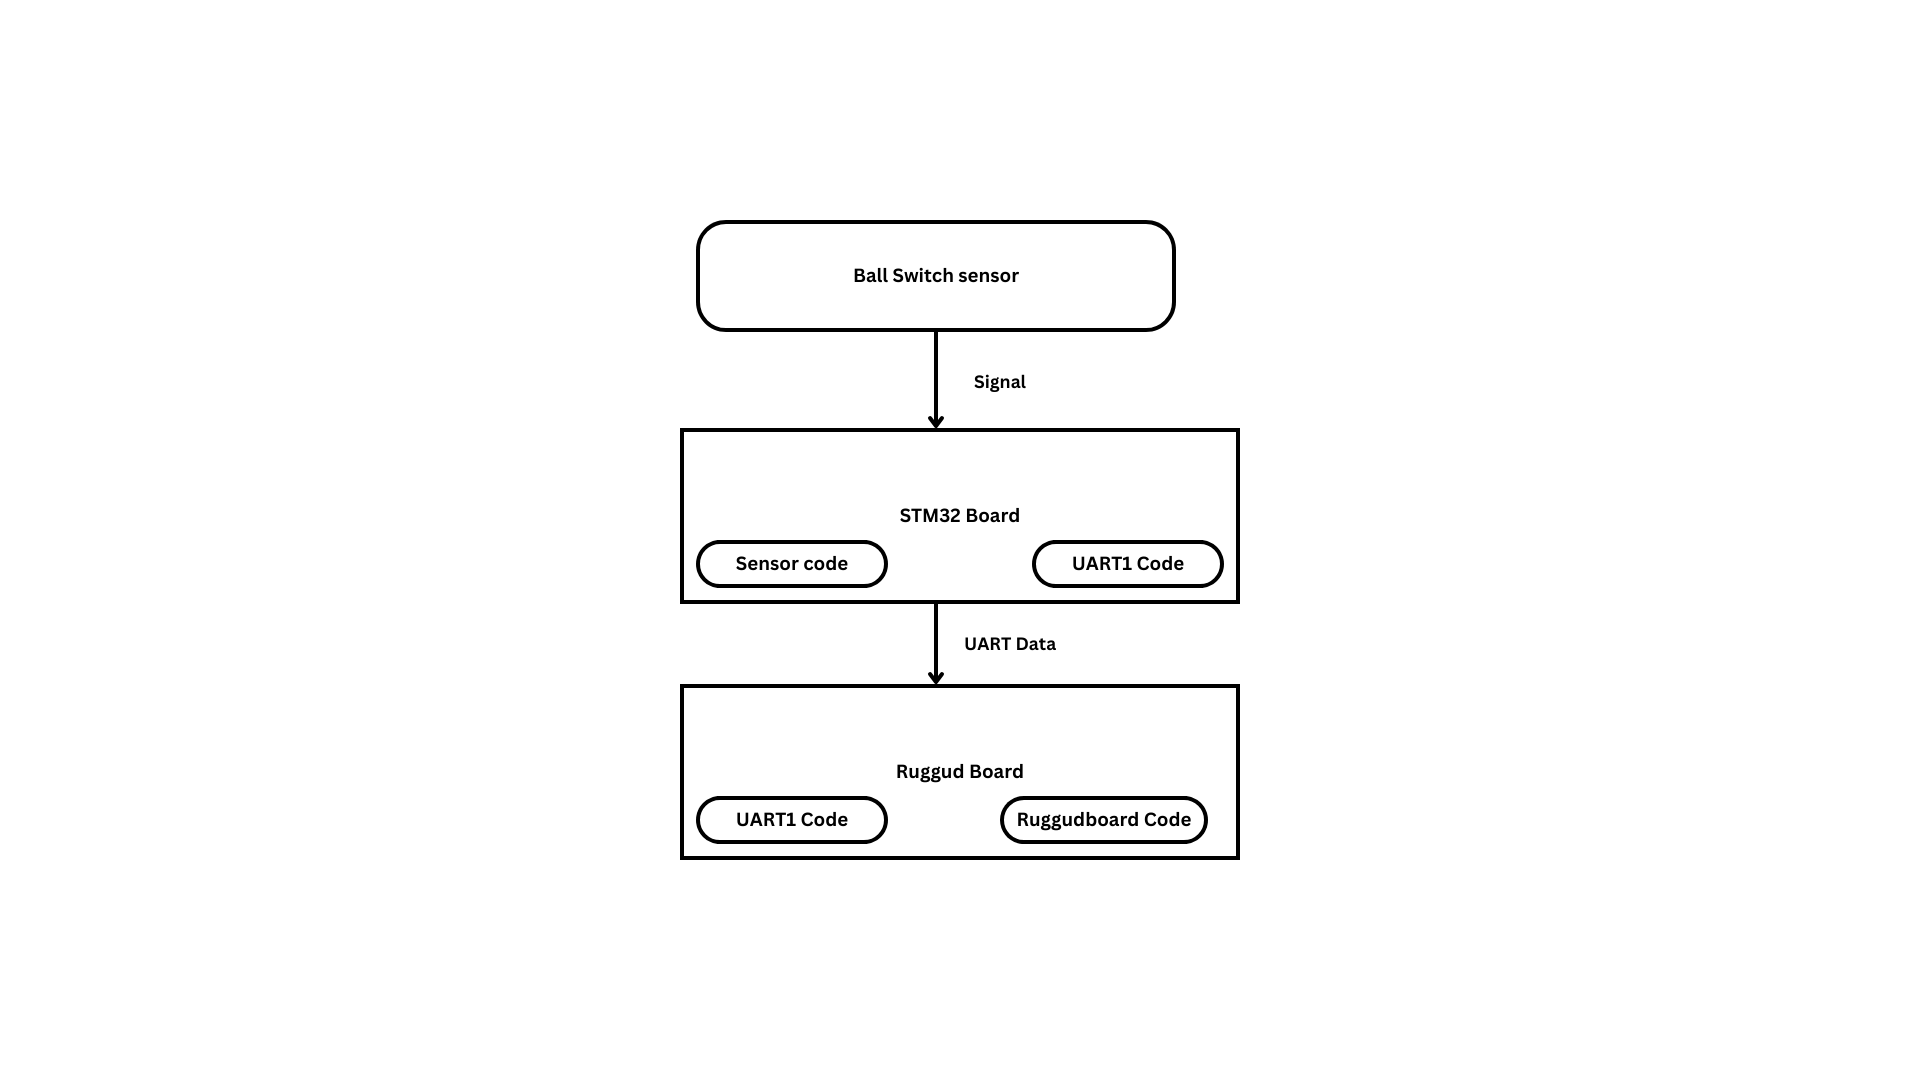 Ball Switch sensor
Signal
STM32 Board
Sensor code
UART1 Code
UART Data
Ruggud Board
UART1 Code
Ruggudboard Code